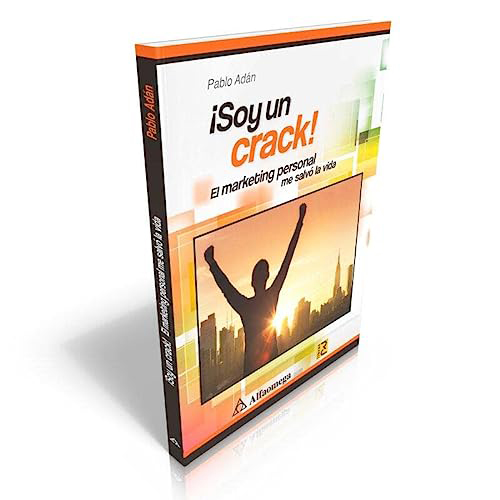 Pablo Adán
¡Soy un
crack!
El marketing personal
me salvó la vida
Alfaomega
Pablo Adán
¡Soy un crack! El marketing personal me salvó la vida